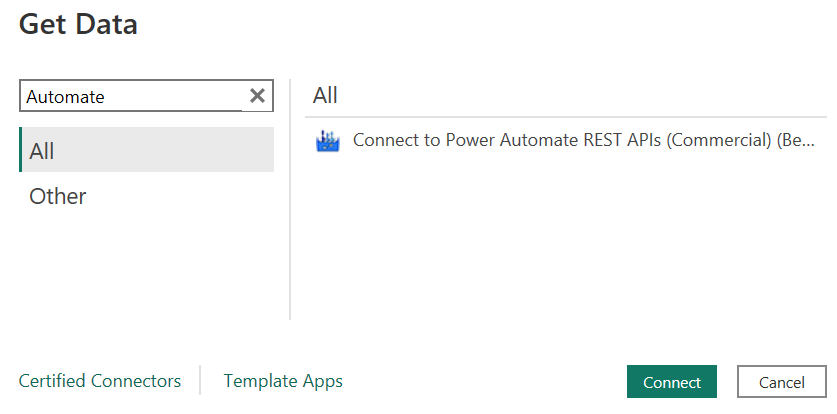 Get Data
Automate
All
Other
All
Connect to Power Automate REST APIs (Commercial) (Be...
Certified Connectors
Template Apps
Connect
Cancel